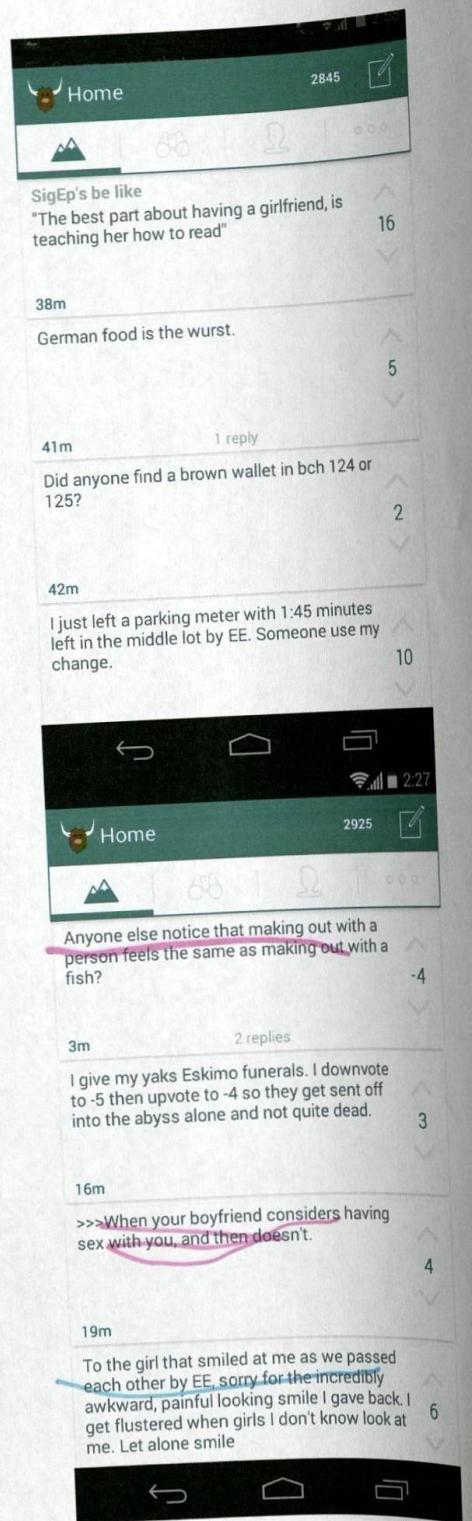 Home
2845
SigEp's be like
"The best part about having a girlfriend, is
teaching her how to read"
16
38m
German food is the wurst.
5
41m
1 reply
Did anyone find a brown wallet in bch 124 or
125?
2
42m
I just left a parking meter with 1:45 minutes
left in the middle lot by EE. Someone use my
change.
10
2:27
Home
2925
Anyone else notice that making out with a
person feels the same as making out with a
fish?
-4
3m
2 replies
I give my yaks Eskimo funerals. I downvote
to -5 then upvote to -4 so they get sent off
into the abyss alone and not quite dead.
3
16m
>>>When your boyfriend considers having
sex with you, and then doesn't.
4
19m
To the girl that smiled at me as we passed
each other by EE, sorry for the incredibly
awkward, painful looking smile I gave back. I
get flustered when girls I don't know look at
me. Let alone smile
6